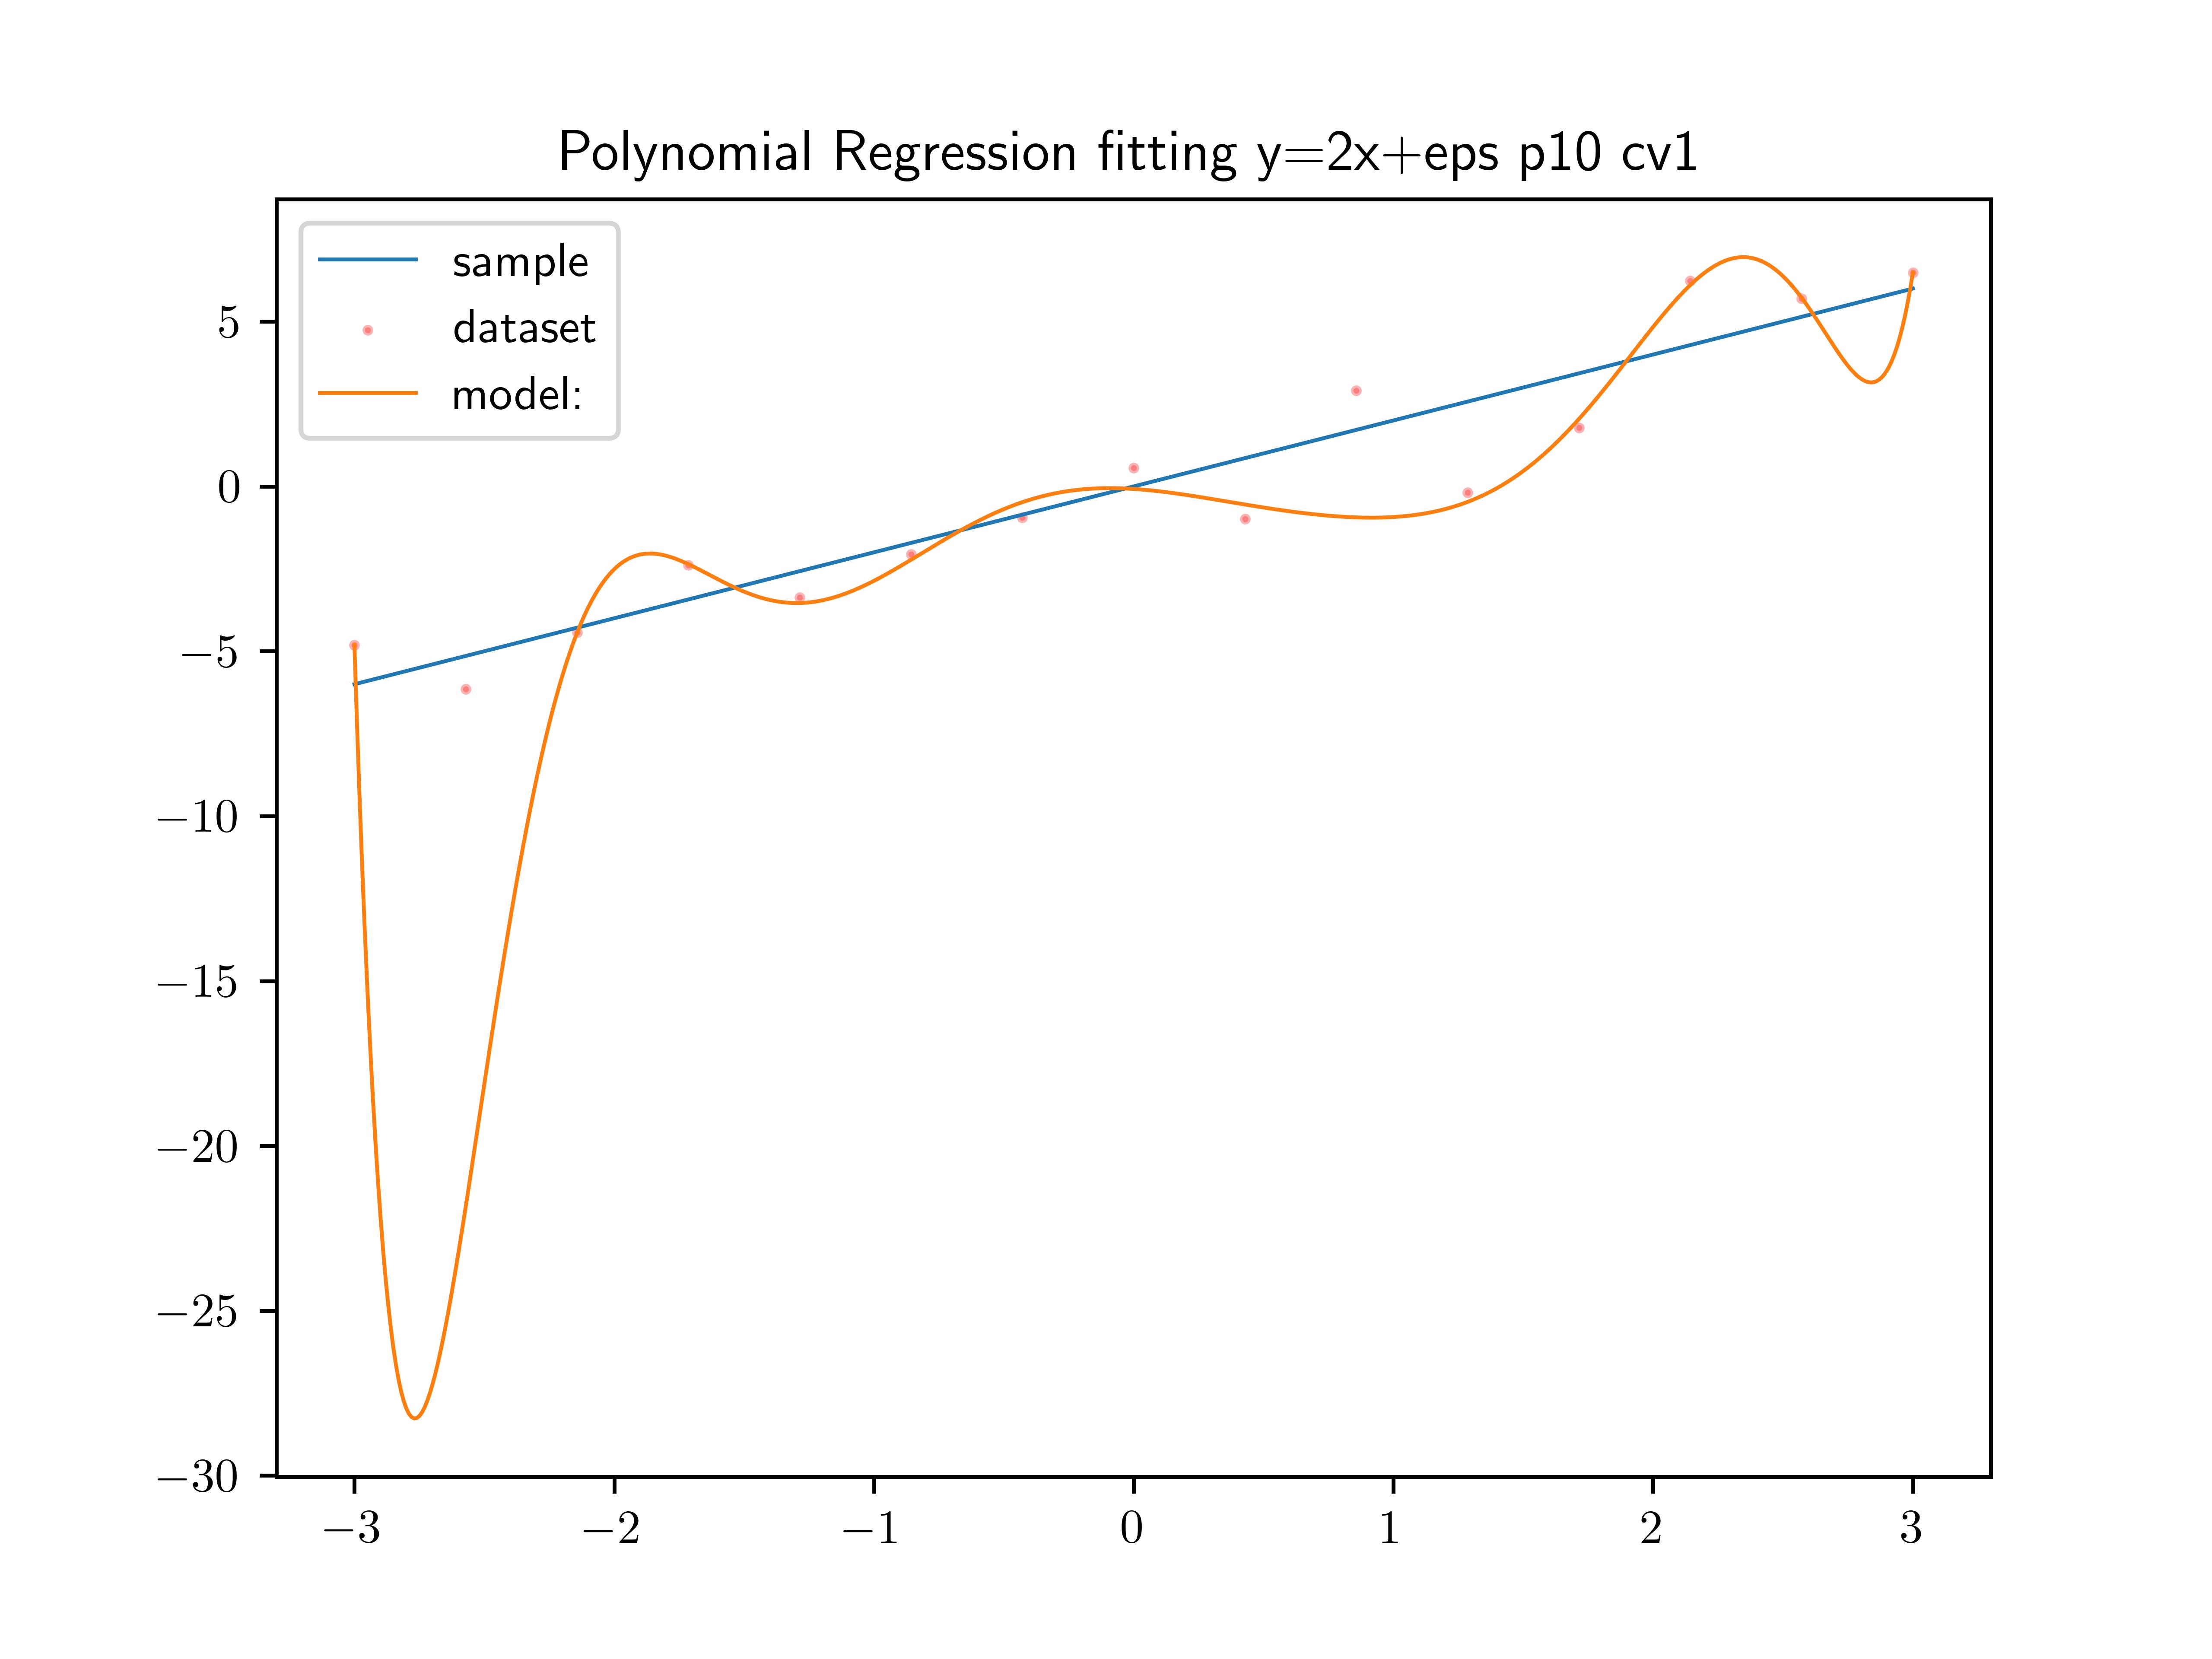 Polynomial Regression fitting y=2x+eps p10 cv1
sample
dataset
model:
5
0
−5
−10
−15
−20
−25
−30
−3 −2 −1 0 1 2 3